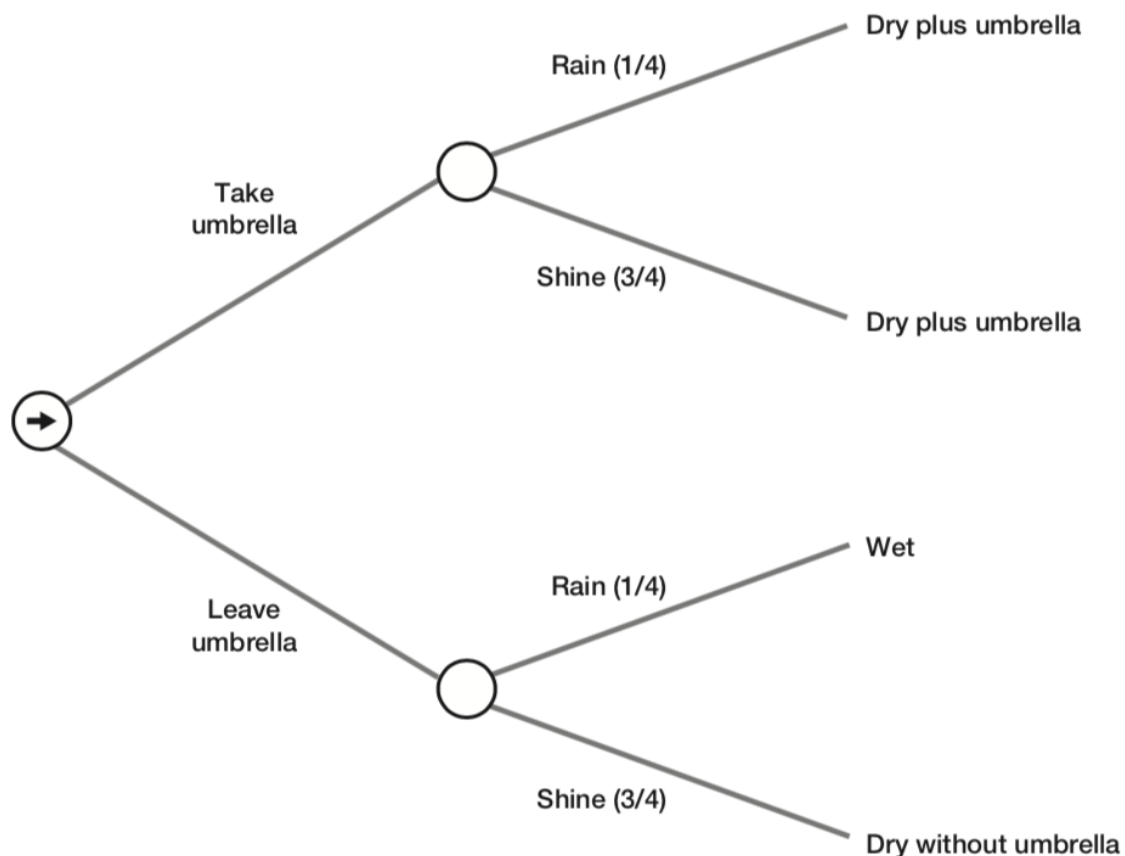 Dry plus umbrella
Rain (1/4)
Take
umbrella
Shine (3/4)
Dry plus umbrella
Wet
Rain (1/4)
Leave
umbrella
Shine (3/4)
Dry without umbrella